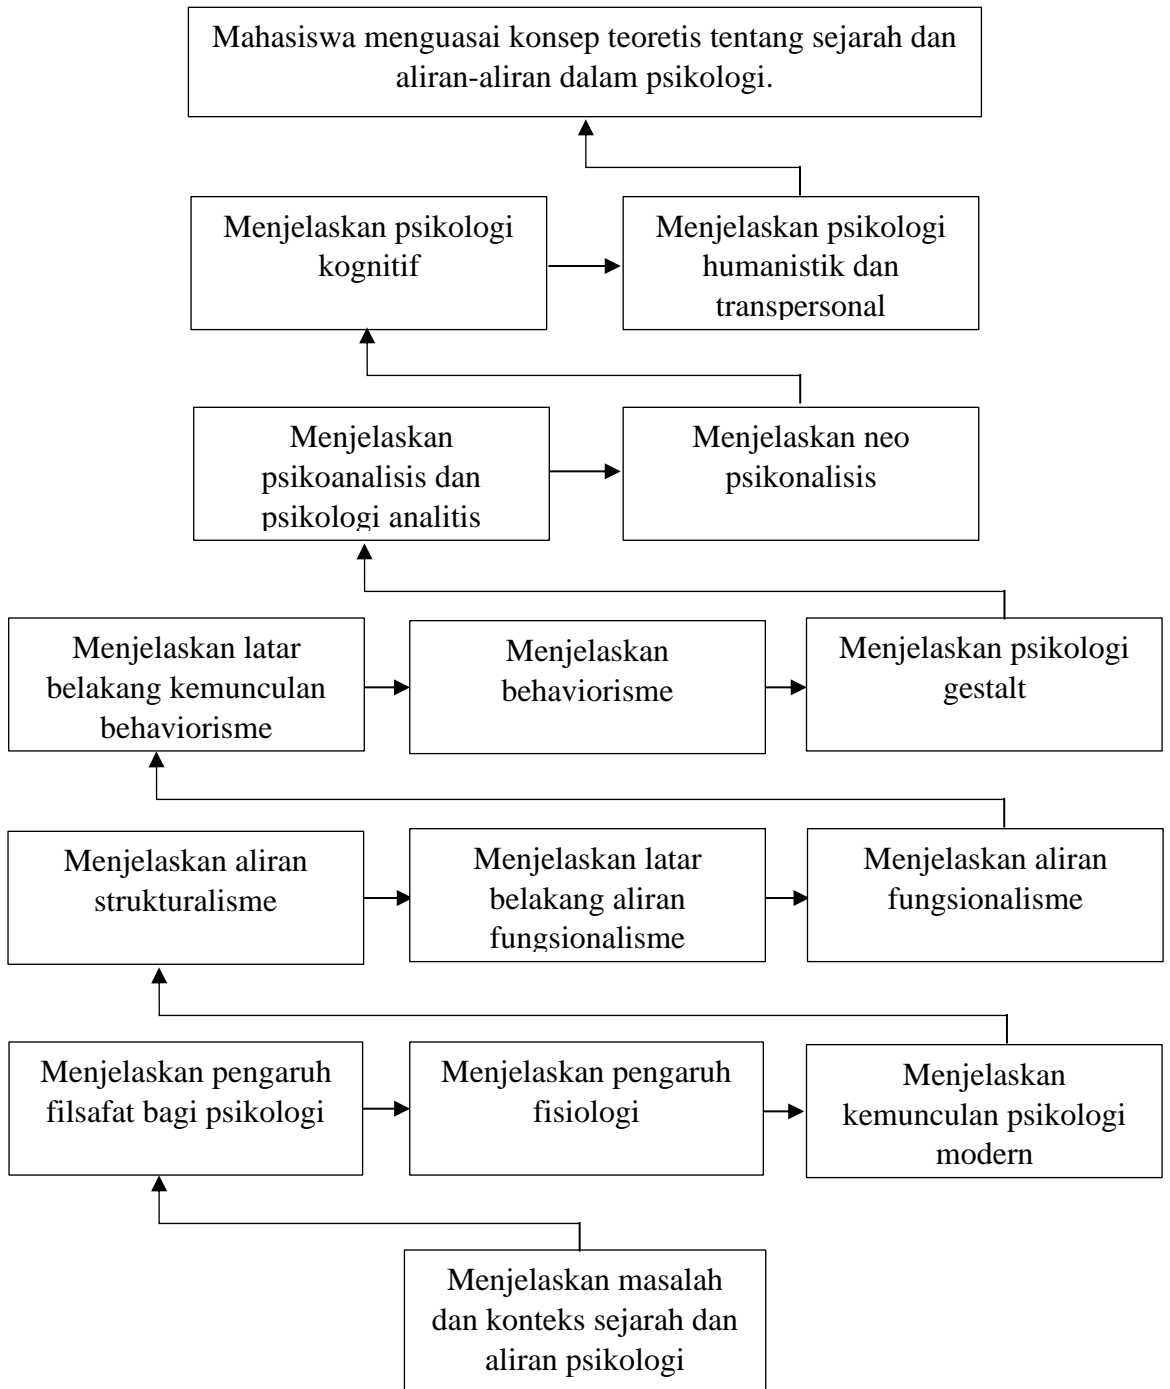 Mahasiswa menguasai konsep teoretis tentang sejarah dan
aliran-aliran dalam psikologi.
Menjelaskan psikologi
kognitif
Menjelaskan psikologi
humanistik dan
transpersonal
Menjelaskan
psikoanalisis dan
psikologi analitis
Menjelaskan neo
psikonalisis
Menjelaskan latar
belakang kemunculan
behaviorisme
Menjelaskan
behaviorisme
Menjelaskan psikologi
gestalt
Menjelaskan aliran
strukturalisme
Menjelaskan latar
belakang aliran
fungsionalisme
Menjelaskan aliran
fungsionalisme
Menjelaskan pengaruh
filsafat bagi psikologi
Menjelaskan pengaruh
fisiologi
Menjelaskan
kemunculan psikologi
modern
Menjelaskan masalah
dan konteks sejarah dan
aliran psikologi